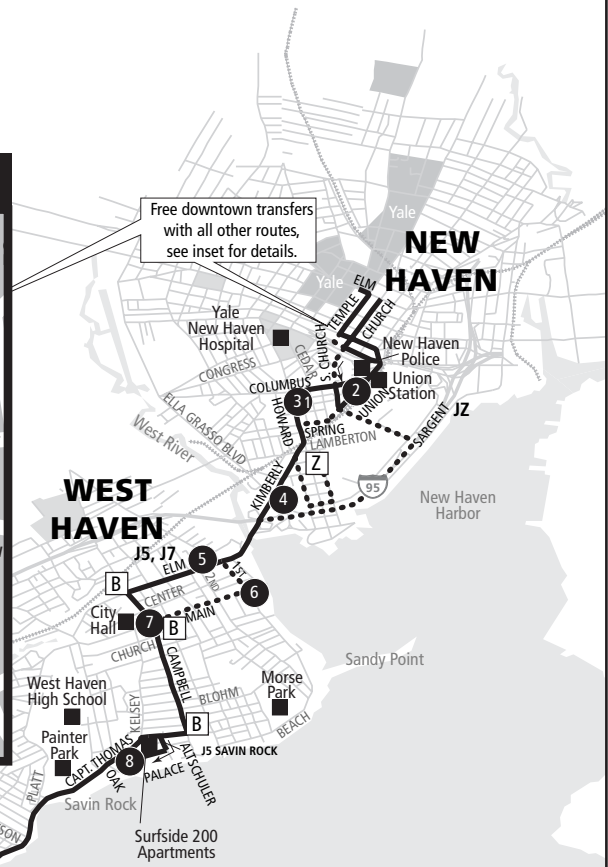 Free downtown transfers
with all other routes,
see inset for details.
Yale
NEW
HAVEN
Yale
ELM
TEMPLE
CHURCH
S. CHURCH
Yale
New Haven
Hospital
CEDAR
New Haven
Police
CONGRESS
COLUMBUS
2
Union
Station
UNION
31
HOWARD
ELLA GRASSO BLVD
SPRING
LAMBERTON
SARGENT
JZ
West River
Z
95
KIMBERLY
4
New Haven
Harbor
WEST
HAVEN
J5, J7
ELM
5
2ND
1ST
B
CENTER
6
City
Hall
7
B
MAIN
CHURCH
CAMPBELL
Sandy Point
West Haven
High School
KELSEY
BLOHM
Morse
Park
BEACH
B
Painter
Park
CAPT. THOMAS
J5 SAVIN ROCK
8
OAK
PALACE
ALTSCHULER
PLATT
Savin Rock
SON
Surfside 200
Apartments